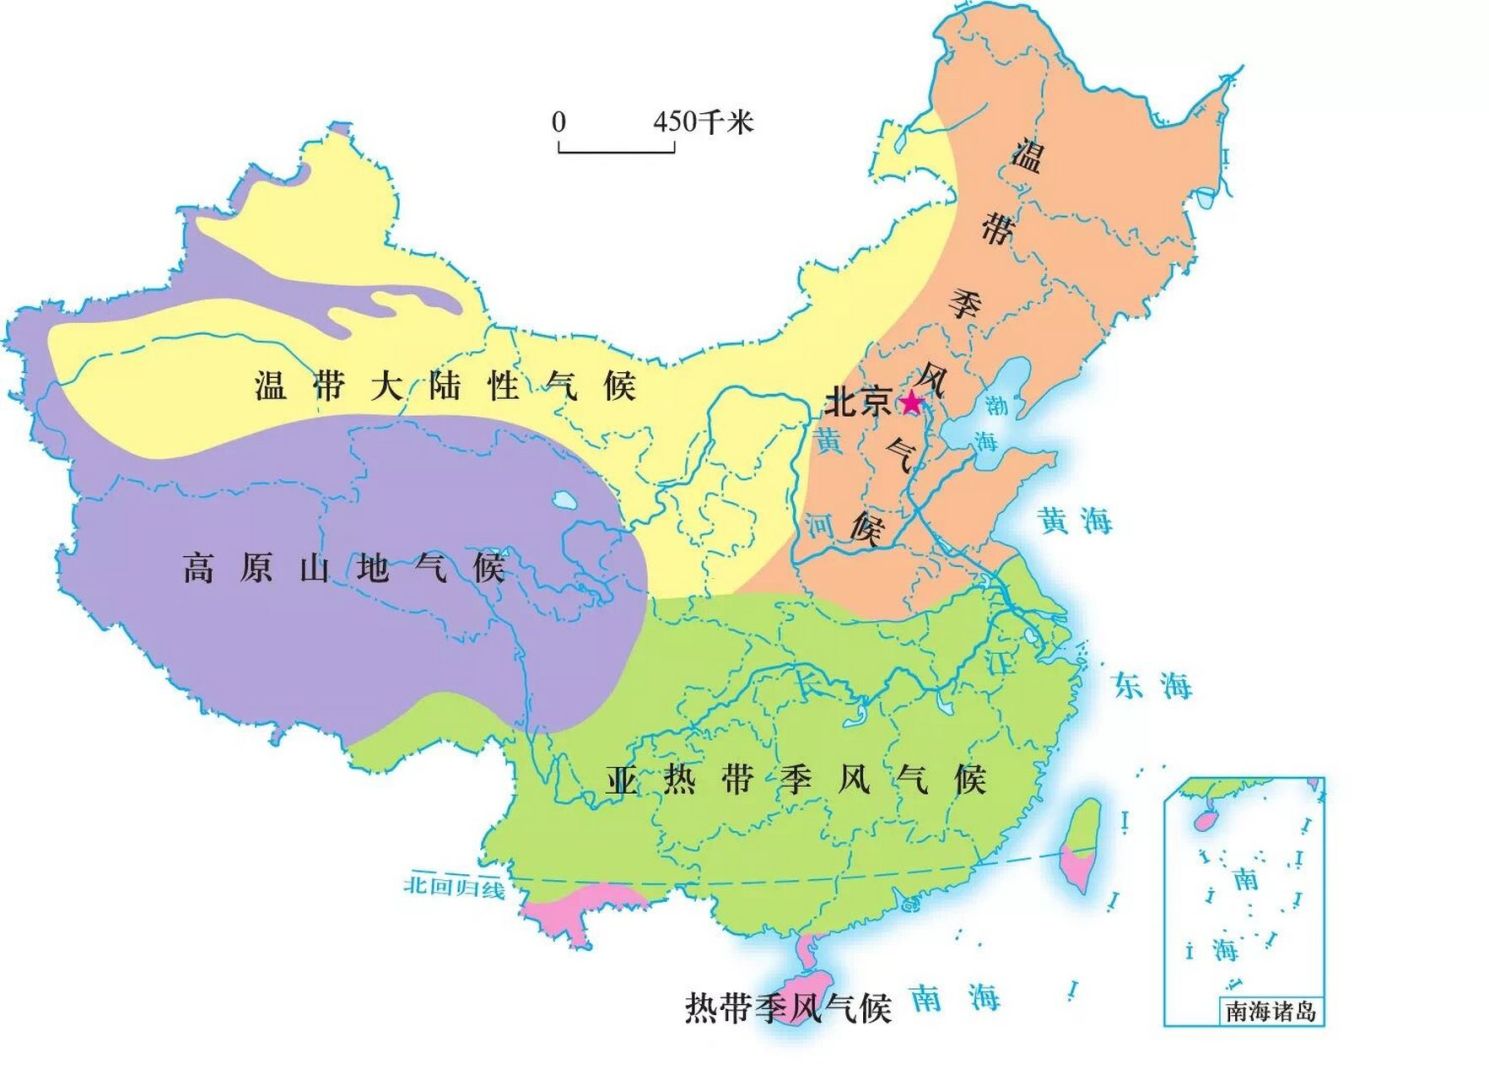 0 450千米
温带季风气候
温带大陆性气候
北京
渤海
黄河
黄海
高原山地气候
长江
东海
亚热带季风气候
北回归线
热带季风气候
南海
南海
南海诸岛